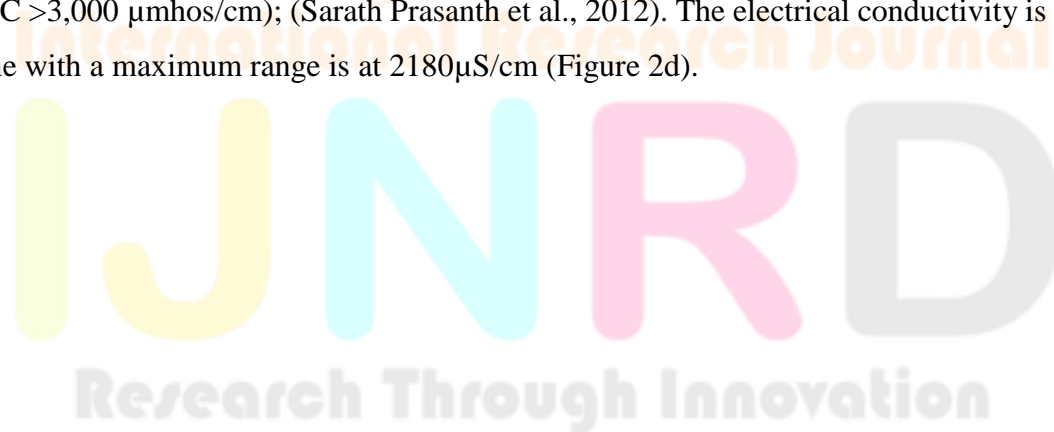 C >3,000 µmhos/cm); (Sarath Prasanth et al., 2012). The electrical conductivity is
International Research Journal
e with a maximum range is at 2180µS/cm (Figure 2d).
IJNRD
Research Through Innovation